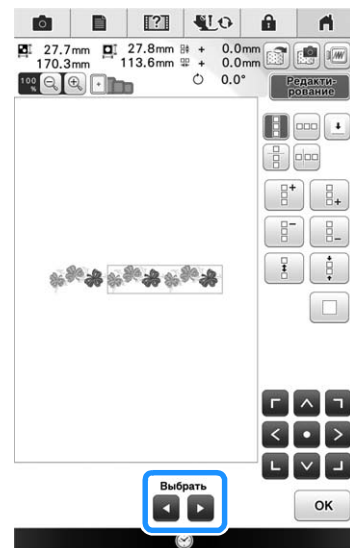 27.7mm 27.8mm + 0.0mm
170.3mm 113.6mm + 0.0mm
100 % 0.0°
Редакти-
рование
Выбрать
OK